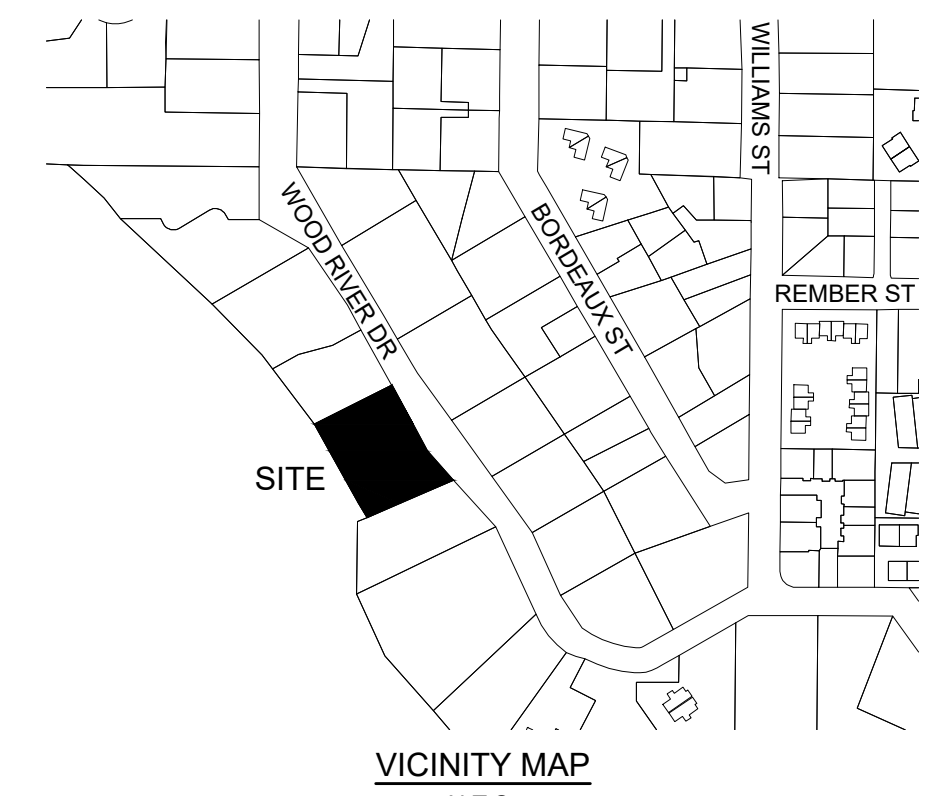 WILLIAMS ST
WOOD RIVER DR
BORDEAUX ST
REMBER ST
SITE
VICINITY MAP